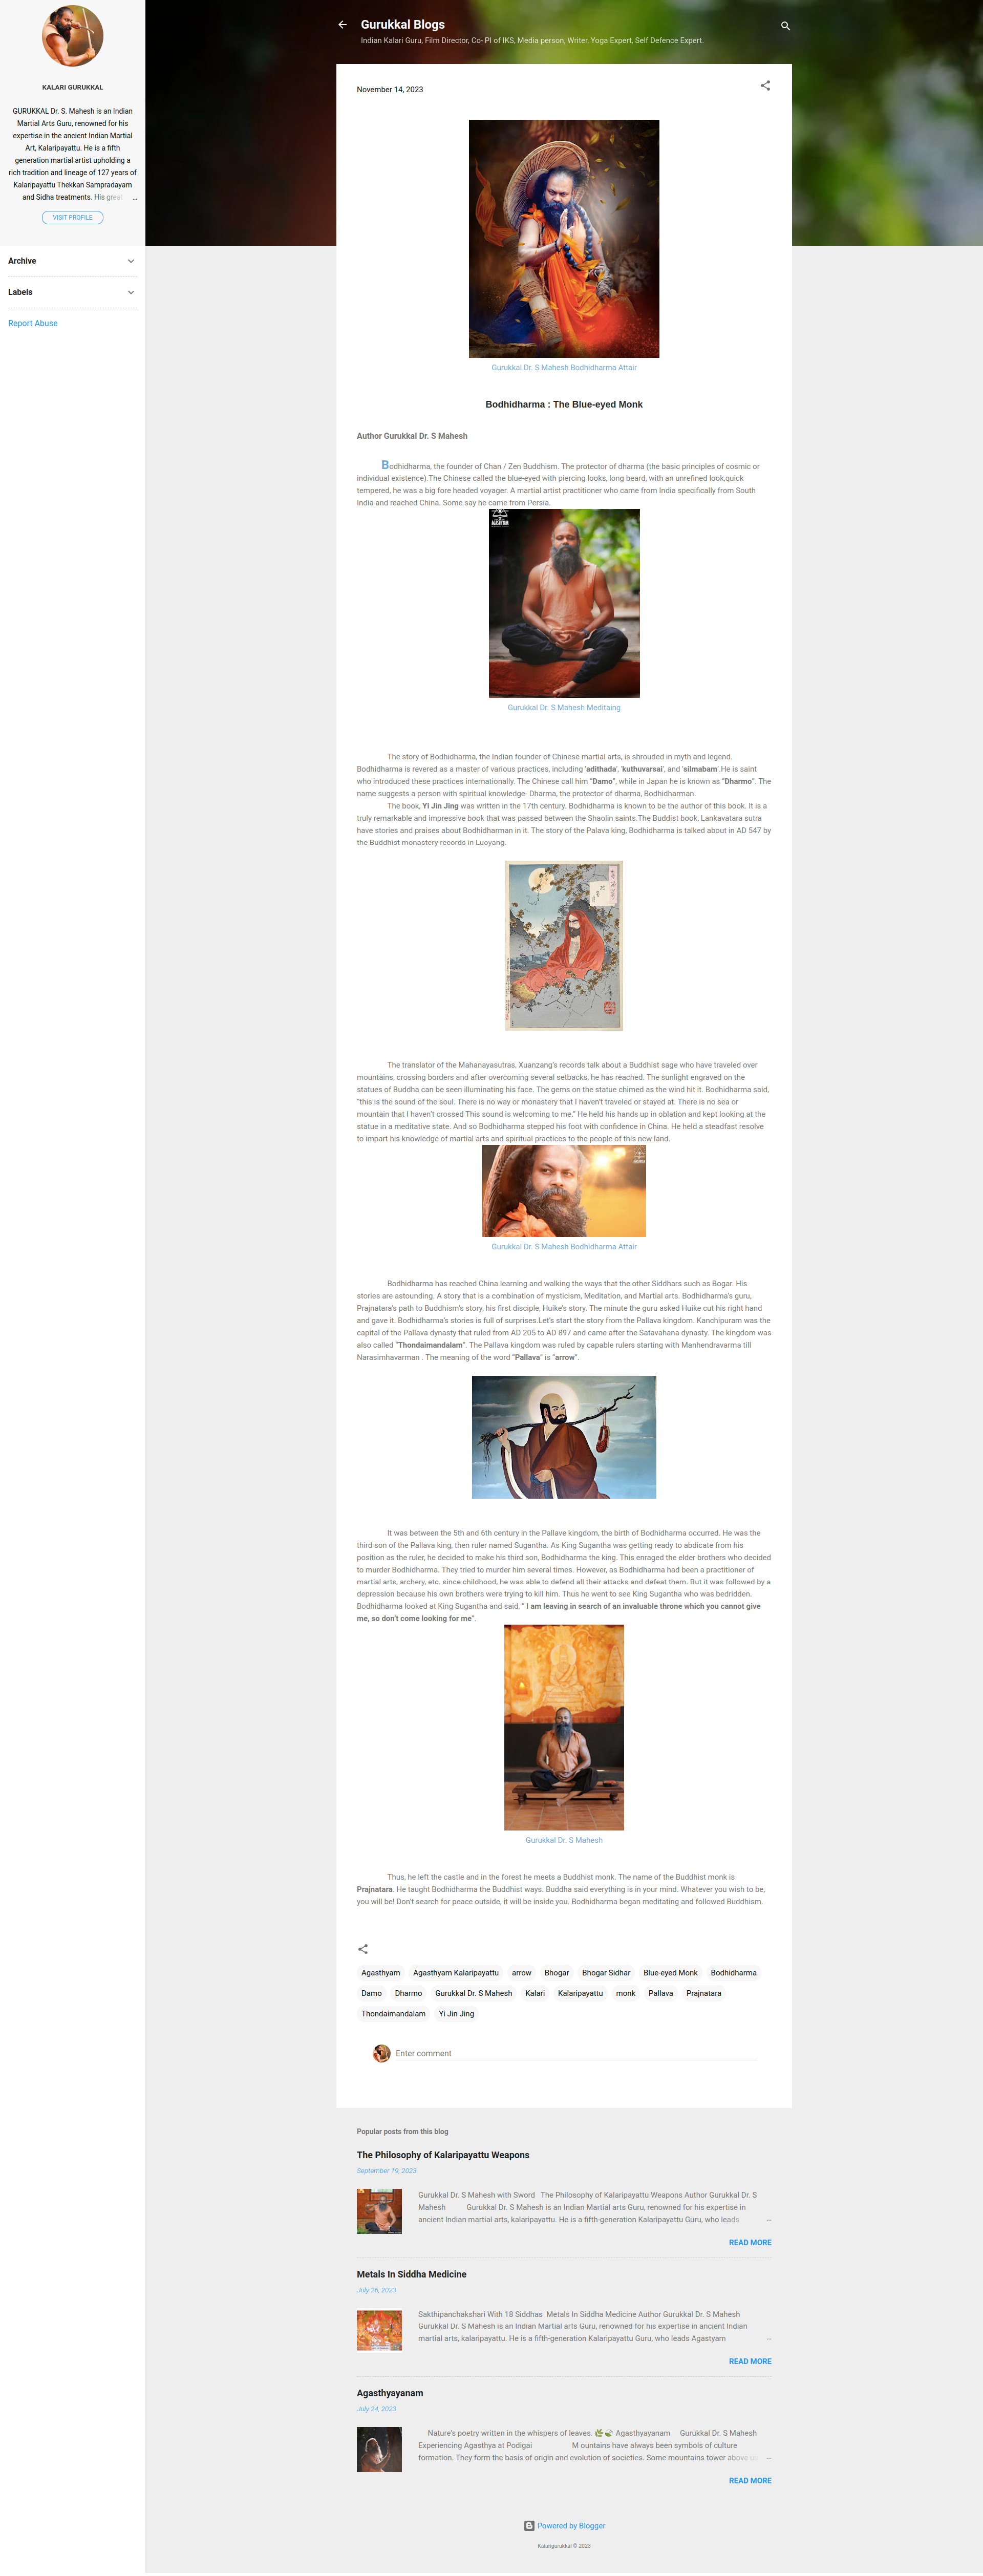 KALARI GURUKKAL
GURUKKAL Dr. S. Mahesh is an Indian
Martial Arts Guru, renowned for his
expertise in the ancient Indian Martial
Art, Kalaripayattu. He is a fifth
generation martial artist upholding a
rich tradition and lineage of 127 years of
Kalaripayattu Thekkan Sampradayam
and Sidha treatments. His great ...
VISIT PROFILE
Archive
Labels
Report Abuse
Gurukkal Blogs
Indian Kalari Guru, Film Director, Co- PI of IKS, Media person, Writer, Yoga Expert, Self Defence Expert.
November 14, 2023
Gurukkal Dr. S Mahesh Bodhidharma Attair
Bodhidharma : The Blue-eyed Monk
Author Gurukkal Dr. S Mahesh
Bodhidharma, the founder of Chan / Zen Buddhism. The protector of dharma (the basic principles of cosmic or
individual existence).The Chinese called the blue-eyed with piercing looks, long beard, with an unrefined look,quick
tempered, he was a big fore headed voyager. A martial artist practitioner who came from India specifically from South
India and reached China. Some say he came from Persia.
Gurukkal Dr. S Mahesh Meditaing
The story of Bodhidharma, the Indian founder of Chinese martial arts, is shrouded in myth and legend.
Bodhidharma is revered as a master of various practices, including 'adithada', 'kuthuvarsai', and 'silmabam'.He is saint
who introduced these practices internationally. The Chinese call him “Damo”, while in Japan he is known as “Dharmo”. The
name suggests a person with spiritual knowledge- Dharma, the protector of dharma, Bodhidharman.
The book, Yi Jin Jing was written in the 17th century. Bodhidharma is known to be the author of this book. It is a
truly remarkable and impressive book that was passed between the Shaolin saints.The Buddist book, Lankavatara sutra
have stories and praises about Bodhidharman in it. The story of the Palava king, Bodhidharma is talked about in AD 547 by
the Buddhist monastery records in Luoyang.
The translator of the Mahanayasutras, Xuanzang’s records talk about a Buddhist sage who have traveled over
mountains, crossing borders and after overcoming several setbacks, he has reached. The sunlight engraved on the
statues of Buddha can be seen illuminating his face. The gems on the statue chimed as the wind hit it. Bodhidharma said,
“this is the sound of the soul. There is no way or monastery that I haven’t traveled or stayed at. There is no sea or
mountain that I haven’t crossed This sound is welcoming to me.” He held his hands up in oblation and kept looking at the
statue in a meditative state. And so Bodhidharma stepped his foot with confidence in China. He held a steadfast resolve
to impart his knowledge of martial arts and spiritual practices to the people of this new land.
Gurukkal Dr. S Mahesh Bodhidharma Attair
Bodhidharma has reached China learning and walking the ways that the other Siddhars such as Bogar. His
stories are astounding. A story that is a combination of mysticism, Meditation, and Martial arts. Bodhidharma’s guru,
Prajnatara’s path to Buddhism’s story, his first disciple, Huike’s story. The minute the guru asked Huike cut his right hand
and gave it. Bodhidharma’s stories is full of surprises.Let’s start the story from the Pallava kingdom. Kanchipuram was the
capital of the Pallava dynasty that ruled from AD 205 to AD 897 and came after the Satavahana dynasty. The kingdom was
also called “Thondaimandalam”. The Pallava kingdom was ruled by capable rulers starting with Manhendravarma till
Narasimhavarman . The meaning of the word “Pallava” is “arrow”.
It was between the 5th and 6th century in the Pallave kingdom, the birth of Bodhidharma occurred. He was the
third son of the Pallava king, then ruler named Sugantha. As King Sugantha was getting ready to abdicate from his
position as the ruler, he decided to make his third son, Bodhidharma the king. This enraged the elder brothers who decided
to murder Bodhidharma. They tried to murder him several times. However, as Bodhidharma had been a practitioner of
martial arts, archery, etc. since childhood, he was able to defend all their attacks and defeat them. But it was followed by a
depression because his own brothers were trying to kill him. Thus he went to see King Sugantha who was bedridden.
Bodhidharma looked at King Sugantha and said, “ I am leaving in search of an invaluable throne which you cannot give
me, so don’t come looking for me”.
Gurukkal Dr. S Mahesh
Thus, he left the castle and in the forest he meets a Buddhist monk. The name of the Buddhist monk is
Prajnatara. He taught Bodhidharma the Buddhist ways. Buddha said everything is in your mind. Whatever you wish to be,
you will be! Don’t search for peace outside, it will be inside you. Bodhidharma began meditating and followed Buddhism.
Agasthyam Agasthyam Kalaripayattu arrow Bhogar Bhogar Sidhar Blue-eyed Monk Bodhidharma
Damo Dharmo Gurukkal Dr. S Mahesh Kalari Kalaripayattu monk Pallava Prajnatara
Thondaimandalam Yi Jin Jing
Enter comment
Popular posts from this blog
The Philosophy of Kalaripayattu Weapons
September 19, 2023
Gurukkal Dr. S Mahesh with Sword The Philosophy of Kalaripayattu Weapons Author Gurukkal Dr. S
Mahesh Gurukkal Dr. S Mahesh is an Indian Martial arts Guru, renowned for his expertise in
ancient Indian martial arts, kalaripayattu. He is a fifth-generation Kalaripayattu Guru, who leads ...
READ MORE
Metals In Siddha Medicine
July 26, 2023
Sakthipanchakshari With 18 Siddhas Metals In Siddha Medicine Author Gurukkal Dr. S Mahesh
Gurukkal Dr. S Mahesh is an Indian Martial arts Guru, renowned for his expertise in ancient Indian
martial arts, kalaripayattu. He is a fifth-generation Kalaripayattu Guru, who leads Agastyam ...
READ MORE
Agasthyayanam
July 24, 2023
Nature's poetry written in the whispers of leaves. 🌿🍃 Agasthyayanam Gurukkal Dr. S Mahesh
Experiencing Agasthya at Podigai M ountains have always been symbols of culture
formation. They form the basis of origin and evolution of societies. Some mountains tower above ...
READ MORE
Powered by Blogger
Kalarigurukkal © 2023